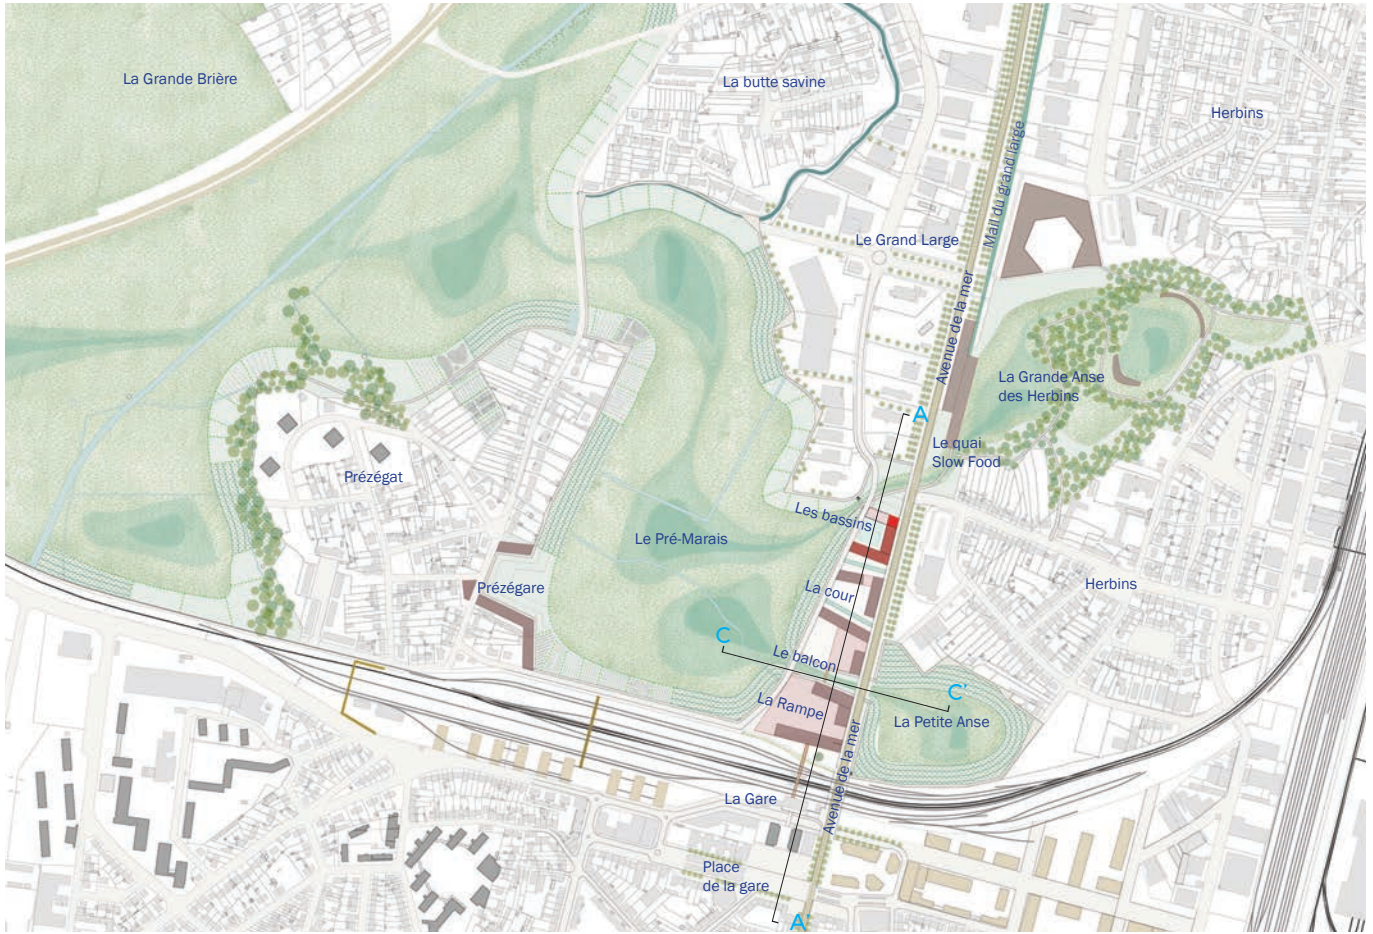 La Grande Brière
La butte savine
Herbins
Mail du grand large
Le Grand Large
Avenue de la mer
La Grande Anse
des Herbins
A
Le quai
Slow Food
Prézégat
Les bassins
Le Pré-Marais
Prézégare
La cour
Herbins
C
Le balcon
C'
La Rampe
La Petite Anse
Avenue de la mer
La Gare
Place
de la gare
A'